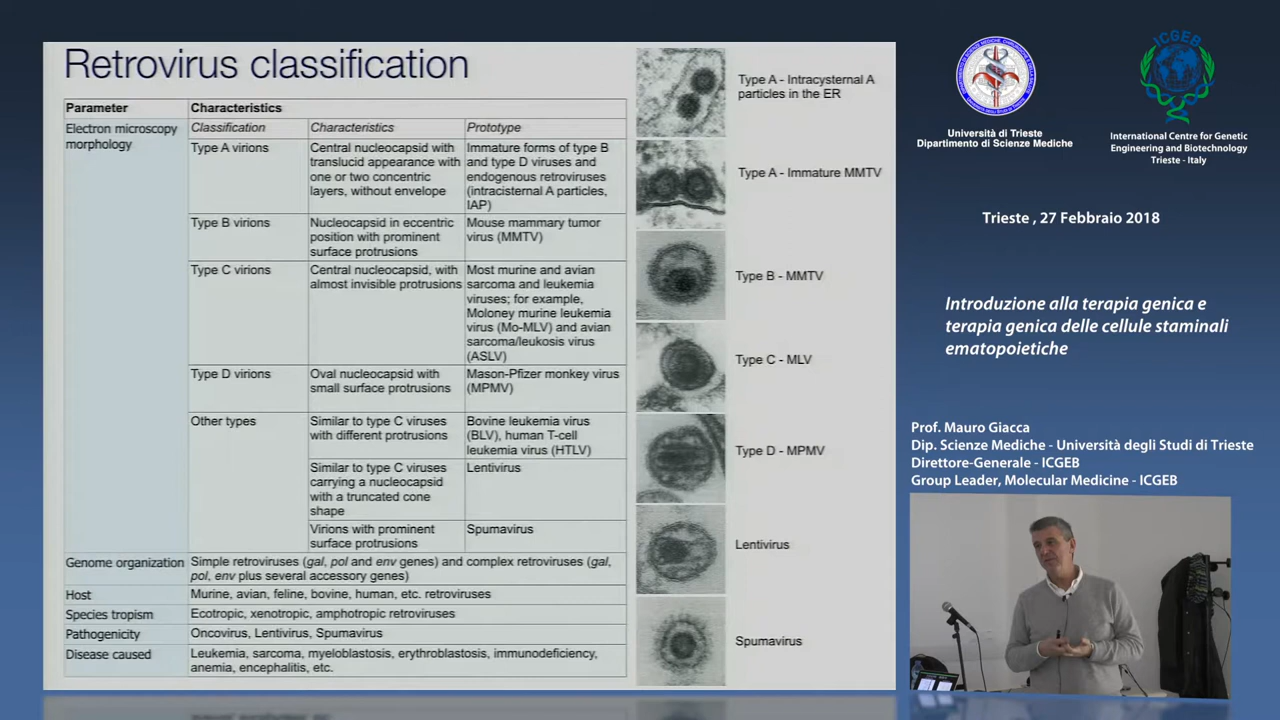 Retrovirus classification
Parameter
Characteristics
Electron microscopy
morphology
Classification
Characteristics
Prototype
Type A virions
Central nucleocapsid with
translucid appearance with
one or two concentric
layers, without envelope
Immature forms of type B
and type D viruses and
endogenous retroviruses
(intracisternal A particles,
IAP)
Type B virions
Nucleocapsid in eccentric
position with prominent
surface protrusions
Mouse mammary tumor
virus (MMTV)
Type C virions
Central nucleocapsid, with
almost invisible protrusions
Most murine and avian
sarcoma and leukemia
viruses; for example,
Moloney murine leukemia
virus (Mo-MLV) and avian
sarcoma/leukosis virus
(ASLV)
Type D virions
Oval nucleocapsid with
small surface protrusions
Mason-Pfizer monkey virus
(MPMV)
Other types
Similar to type C viruses
with different protrusions
Bovine leukemia virus
(BLV), human T-cell
leukemia virus (HTLV)
Similar to type C viruses
carrying a nucleocapsid
with a truncated cone
shape
Lentivirus
Virions with prominent
surface protrusions
Spumavirus
Genome organization
Simple retroviruses (gal, pol and env genes) and complex retroviruses (gal,
pol, env plus several accessory genes)
Host
Murine, avian, feline, bovine, human, etc. retroviruses
Species tropism
Ecotropic, xenotropic, amphotropic retroviruses
Pathogenicity
Oncovirus, Lentivirus, Spumavirus
Disease caused
Leukemia, sarcoma, myeloblastosis, erythroblastosis, immunodeficiency,
anemia, encephalitis, etc.
Type A - Intracysternal A
particles in the ER
Type A - Immature MMTV
Type B - MMTV
Type C - MLV
Type D - MPMV
Lentivirus
Spumavirus
ICGEB
Università di Trieste
Dipartimento di Scienze Mediche
International Centre for Genetic
Engineering and Biotechnology
Trieste - Italy
Trieste , 27 Febbraio 2018
Introduzione alla terapia genica e
terapia genica delle cellule staminali
ematopoietiche
Prof. Mauro Giacca
Dip. Scienze Mediche - Università degli Studi di Trieste
Direttore-Generale - ICGEB
Group Leader, Molecular Medicine - ICGEB